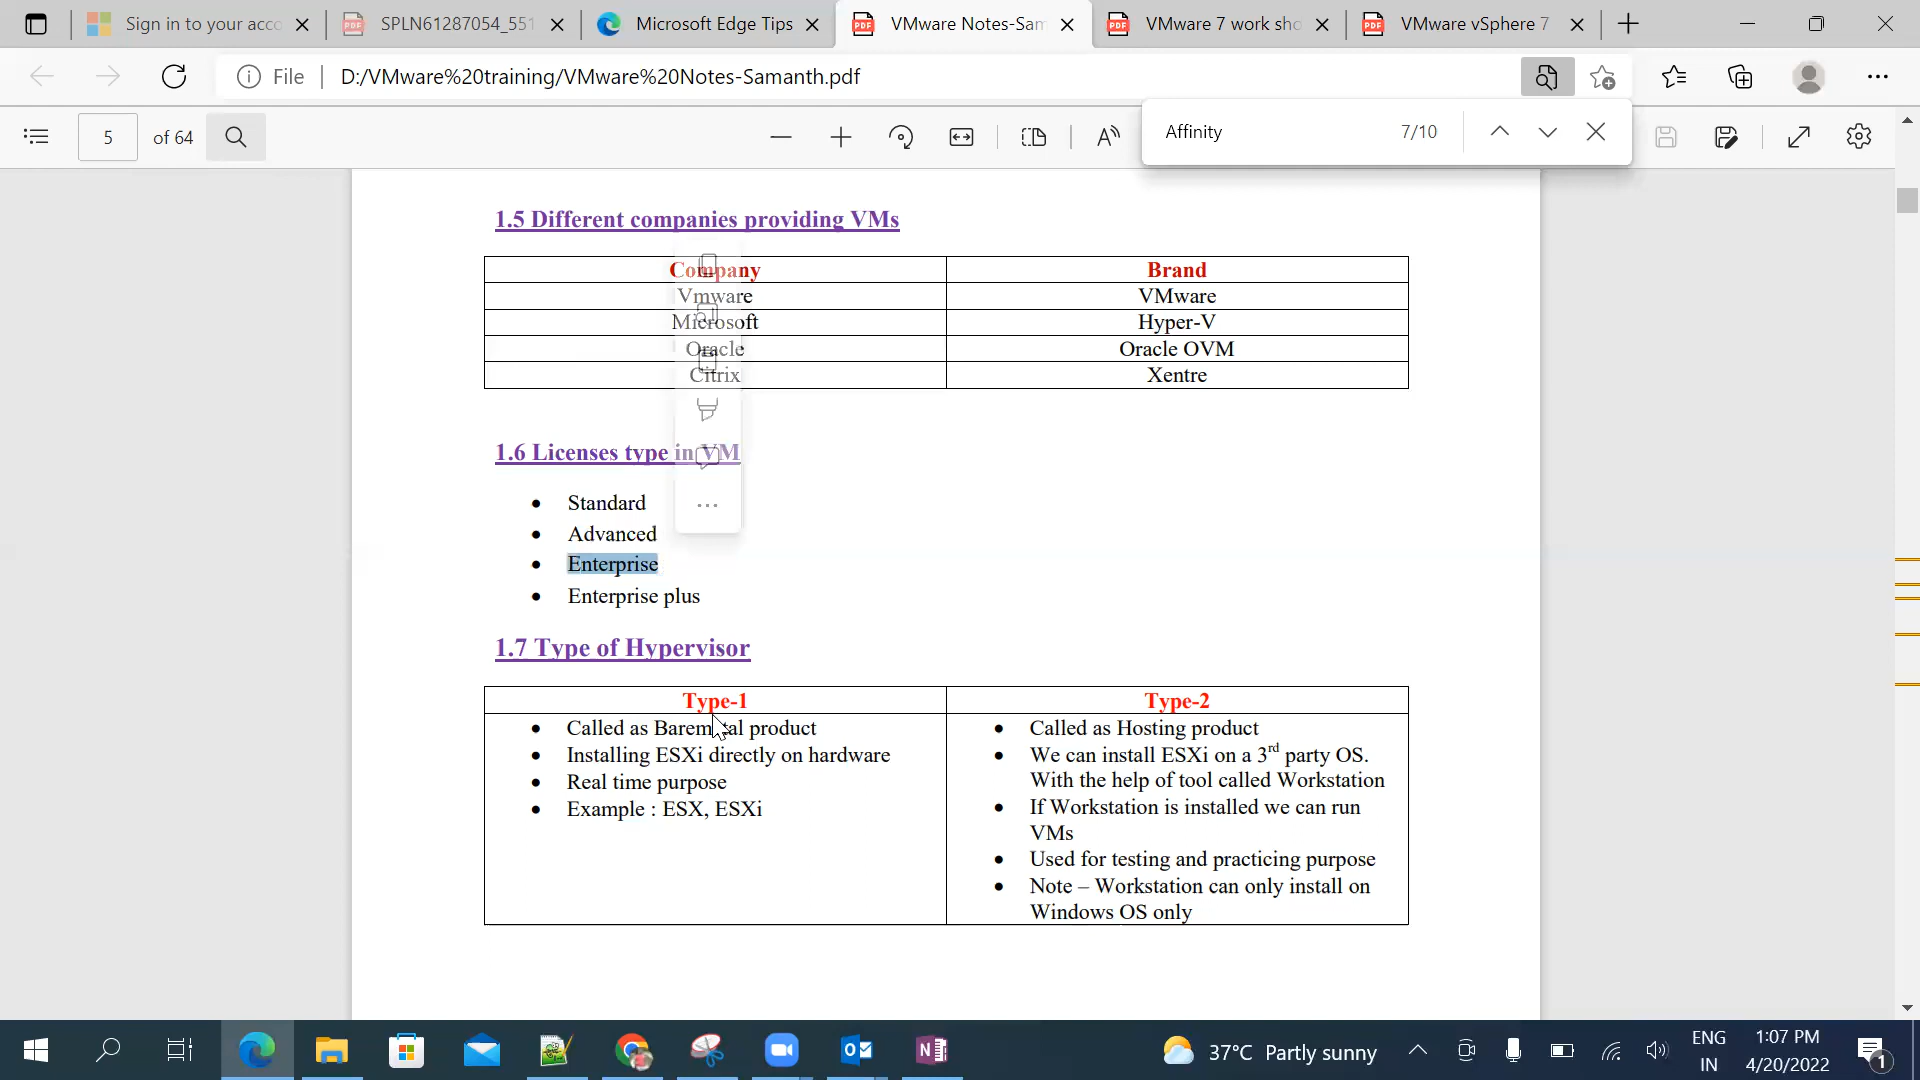 Sign in to your acco
SPLN61287054_551
Microsoft Edge Tips
VMware Notes-Sam
VMware 7 work sho
VMware vSphere 7
File
D:/VMware%20training/VMware%20Notes-Samanth.pdf
5 of 64
Affinity 7/10
1.5 Different companies providing VMs
Company Brand
Vmware VMware
Microsoft Hyper-V
Oracle Oracle OVM
Citrix Xentre
1.6 Licenses type in VM
• Standard
• Advanced
• Enterprise
• Enterprise plus
1.7 Type of Hypervisor
Type-1
• Called as Baremetal product
• Installing ESXi directly on hardware
• Real time purpose
• Example : ESX, ESXi
Type-2
• Called as Hosting product
• We can install ESXi on a 3rd party OS.
With the help of tool called Workstation
• If Workstation is installed we can run
VMs
• Used for testing and practicing purpose
• Note – Workstation can only install on
Windows OS only
37°C Partly sunny
ENG
IN
1:07 PM
4/20/2022
1